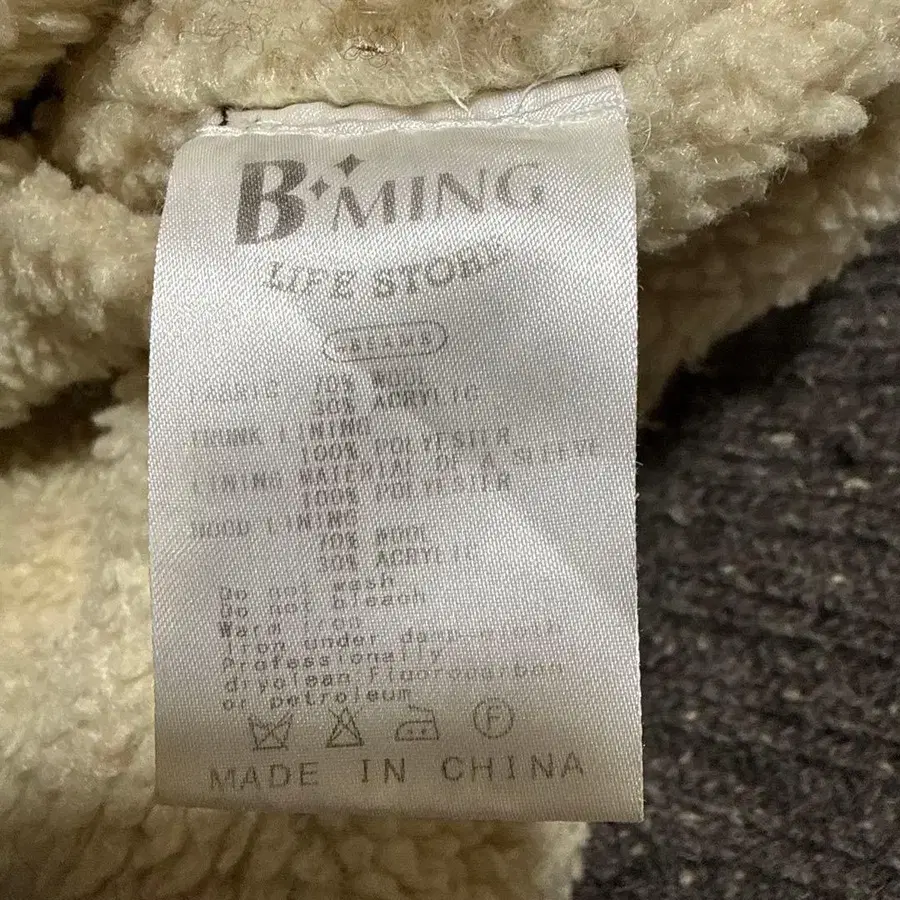 B MING
LIFE STORE
BEAMS
FABRIC 70% WOOL
30% ACRYLIC
TRUNK LINING
100% POLYESTER
LINING MATERIAL OF A SLEEVE
100% POLYESTER
HOOD LINING
70% WOOL
30% ACRYLIC
Do not wash
Do not bleach
Warm iron
Iron under damp-cloth
Professionally
dryclean Fluorocarbon
or petroleum
F
MADE IN CHINA